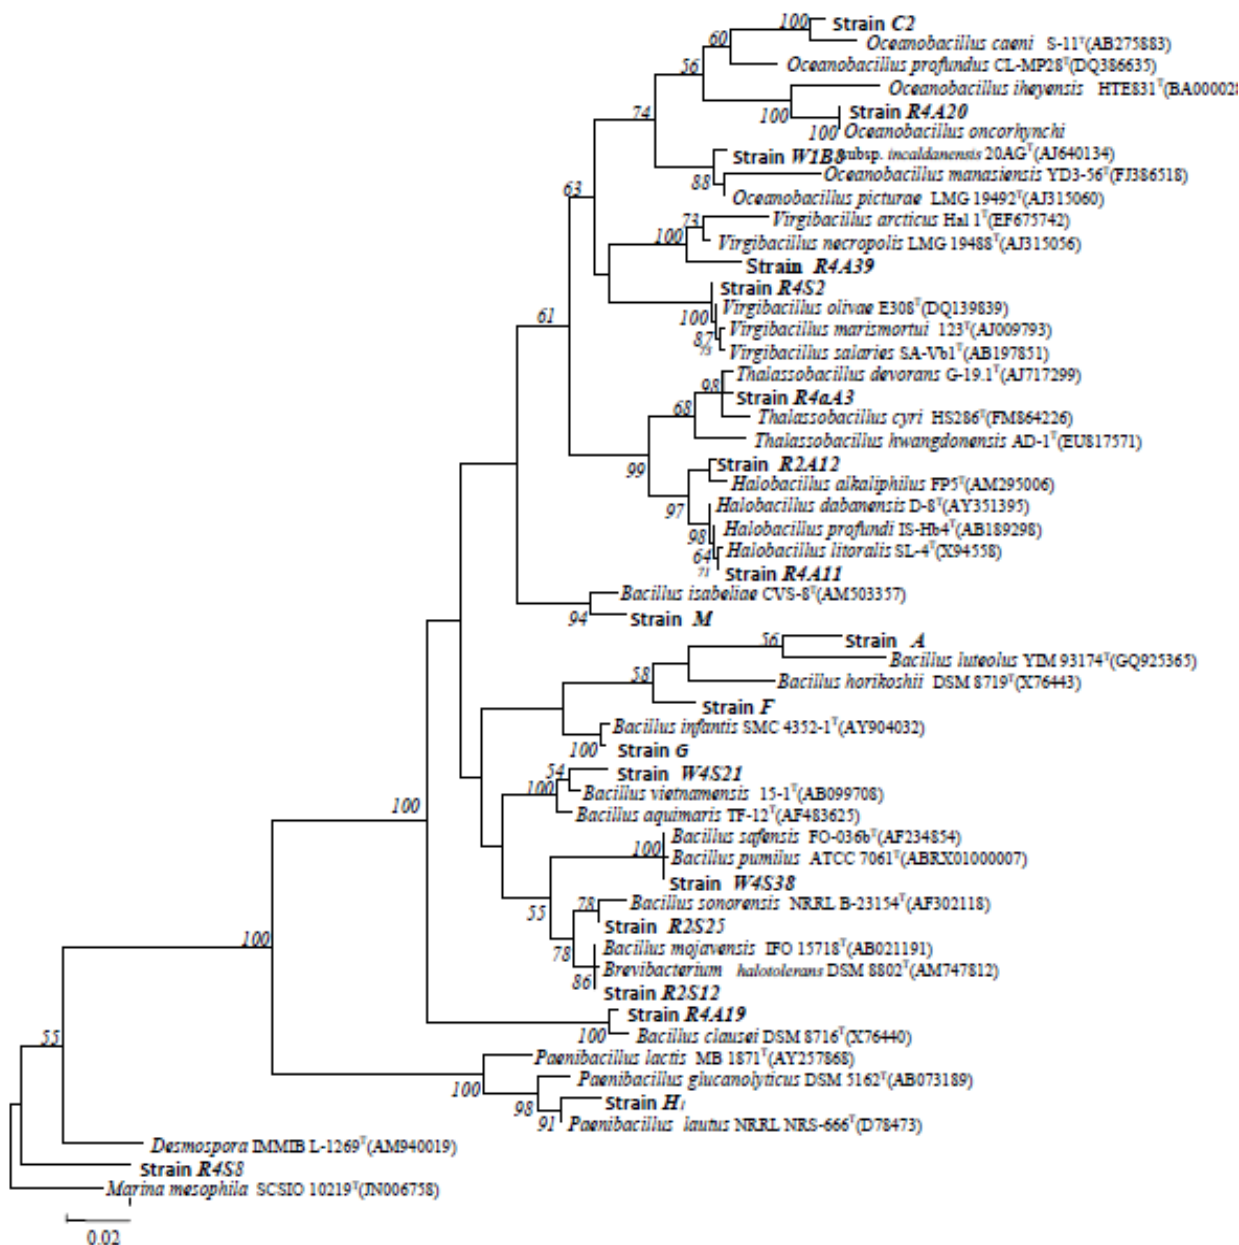 100 Strain C2
60 Oceanobacillus caeni S-11ᵀ(AB275883)
56 Oceanobacillus profundus CL-MP28ᵀ(DQ386635)
Oceanobacillus iheyensis HTE831ᵀ(BA000028
74 100 Strain R4A20
100 Oceanobacillus oncorhynchi
Strain W1B8 subsp. incaldanensis 20AGᵀ(AJ640134)
88 Oceanobacillus manasiensis YD3-56ᵀ(FJ386518)
63 Oceanobacillus picturae LMG 19492ᵀ(AJ315060)
73 Virgibacillus arcticus Hal 1ᵀ(EF675742)
100 Virgibacillus necropolis LMG 19488ᵀ(AJ315056)
Strain R4A39
Strain R4S2
61 100 Virgibacillus olivae E308ᵀ(DQ139839)
87 Virgibacillus marismortui 123ᵀ(AJ009793)
73 Virgibacillus salaries SA-Vb1ᵀ(AB197851)
Thalassobacillus devorans G-19.1ᵀ(AJ717299)
98 Strain R4aA3
68 Thalassobacillus cyri HS286ᵀ(FM864226)
Thalassobacillus hwangdonensis AD-1ᵀ(EU817571)
99 Strain R2A12
Halobacillus alkaliphilus FP5ᵀ(AM295006)
97 Halobacillus dabanensis D-8ᵀ(AY351395)
98 Halobacillus profundi IS-Hb4ᵀ(AB189298)
64 Halobacillus litoralis SL-4ᵀ(X94558)
71 Strain R4A11
Bacillus isabeliae CVS-8ᵀ(AM503357)
94 Strain M
56 Strain A
Bacillus luteolus YIM 93174ᵀ(GQ925365)
58 Bacillus horikoshii DSM 8719ᵀ(X76443)
Strain F
Bacillus infantis SMC 4352-1ᵀ(AY904032)
100 Strain G
54 Strain W4S21
100 Bacillus vietnamensis 15-1ᵀ(AB099708)
100 Bacillus aquimaris TF-12ᵀ(AF483625)
Bacillus safensis FO-036bᵀ(AF234854)
100 Bacillus pumilus ATCC 7061ᵀ(ABRX01000007)
Strain W4S38
55 78 Bacillus sonorensis NRRL B-23154ᵀ(AF302118)
Strain R2S25
100 78 Bacillus mojavensis IFO 15718ᵀ(AB021191)
86 Brevibacterium halotolerans DSM 8802ᵀ(AM747812)
Strain R2S12
Strain R4A19
55 100 Bacillus clausei DSM 8716ᵀ(X76440)
Paenibacillus lactis MB 1871ᵀ(AY257868)
100 Paenibacillus glucanolyticus DSM 5162ᵀ(AB073189)
98 Strain H1
91 Paenibacillus lautus NRRL NRS-666ᵀ(D78473)
Desmospora IMMIB L-1269ᵀ(AM940019)
Strain R4S8
Marina mesophila SCSIO 10219ᵀ(JN006758)
0.02